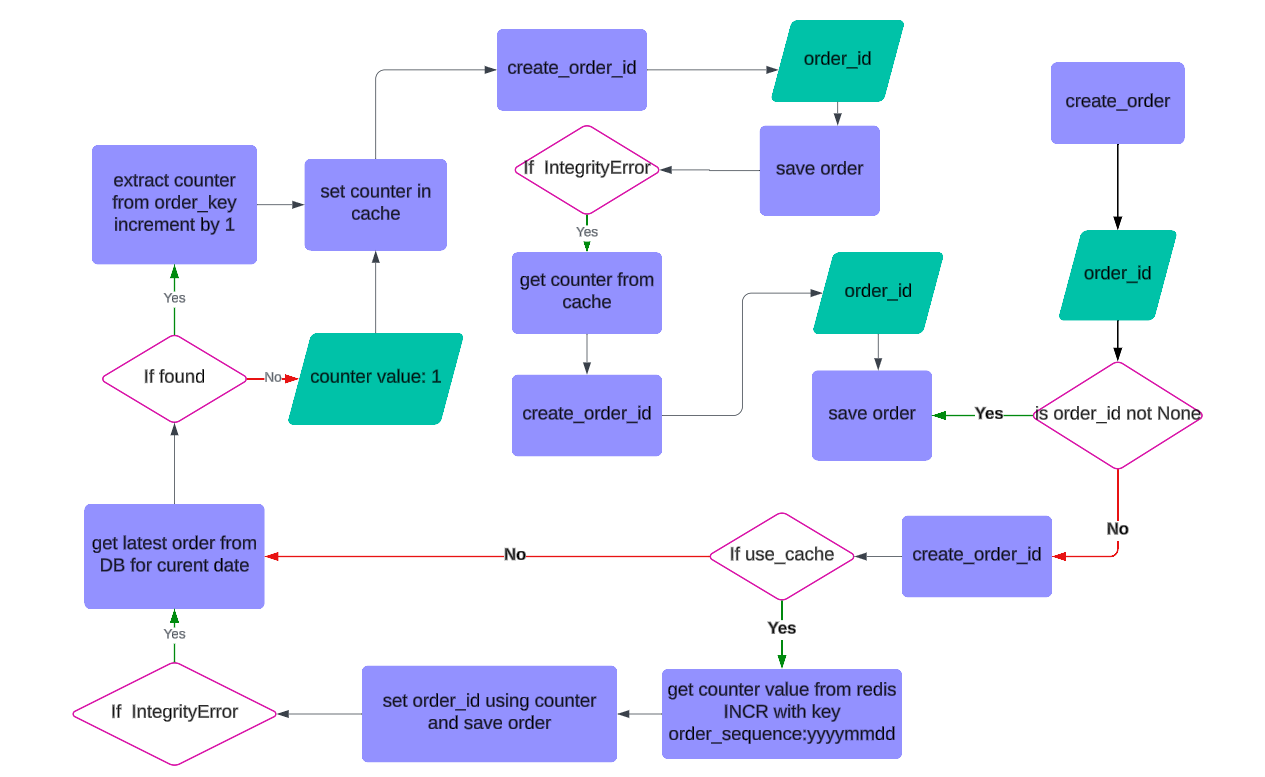 create_order_id
order_id
create_order
If  IntegrityError
save order
extract counter
from order_key
increment by 1
set counter in
cache
Yes
get counter from
cache
order_id
order_id
Yes
If found
No
counter value: 1
create_order_id
save order
Yes
is order_id not None
No
get latest order from
DB for curent date
No
If use_cache
create_order_id
Yes
Yes
If  IntegrityError
set order_id using counter
and save order
get counter value from redis
INCR with key
order_sequence:yyyymmdd